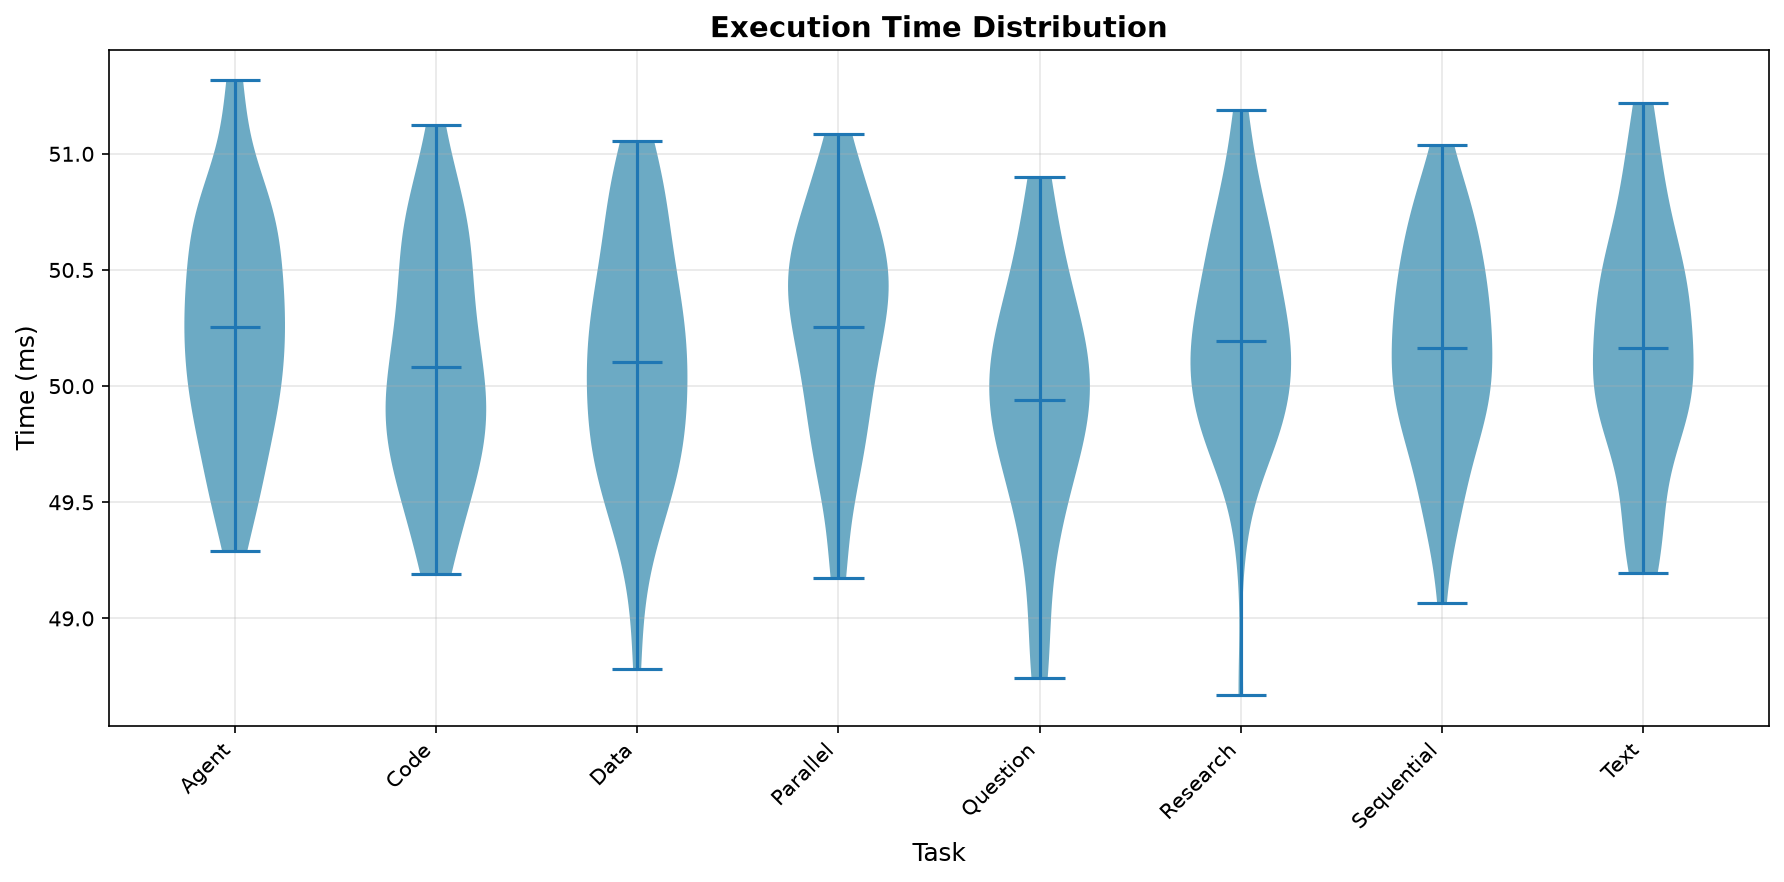 Execution Time Distribution
Time (ms)
51.0
50.5
50.0
49.5
49.0
Agent
Code
Data
Parallel
Question
Research
Sequential
Text
Task